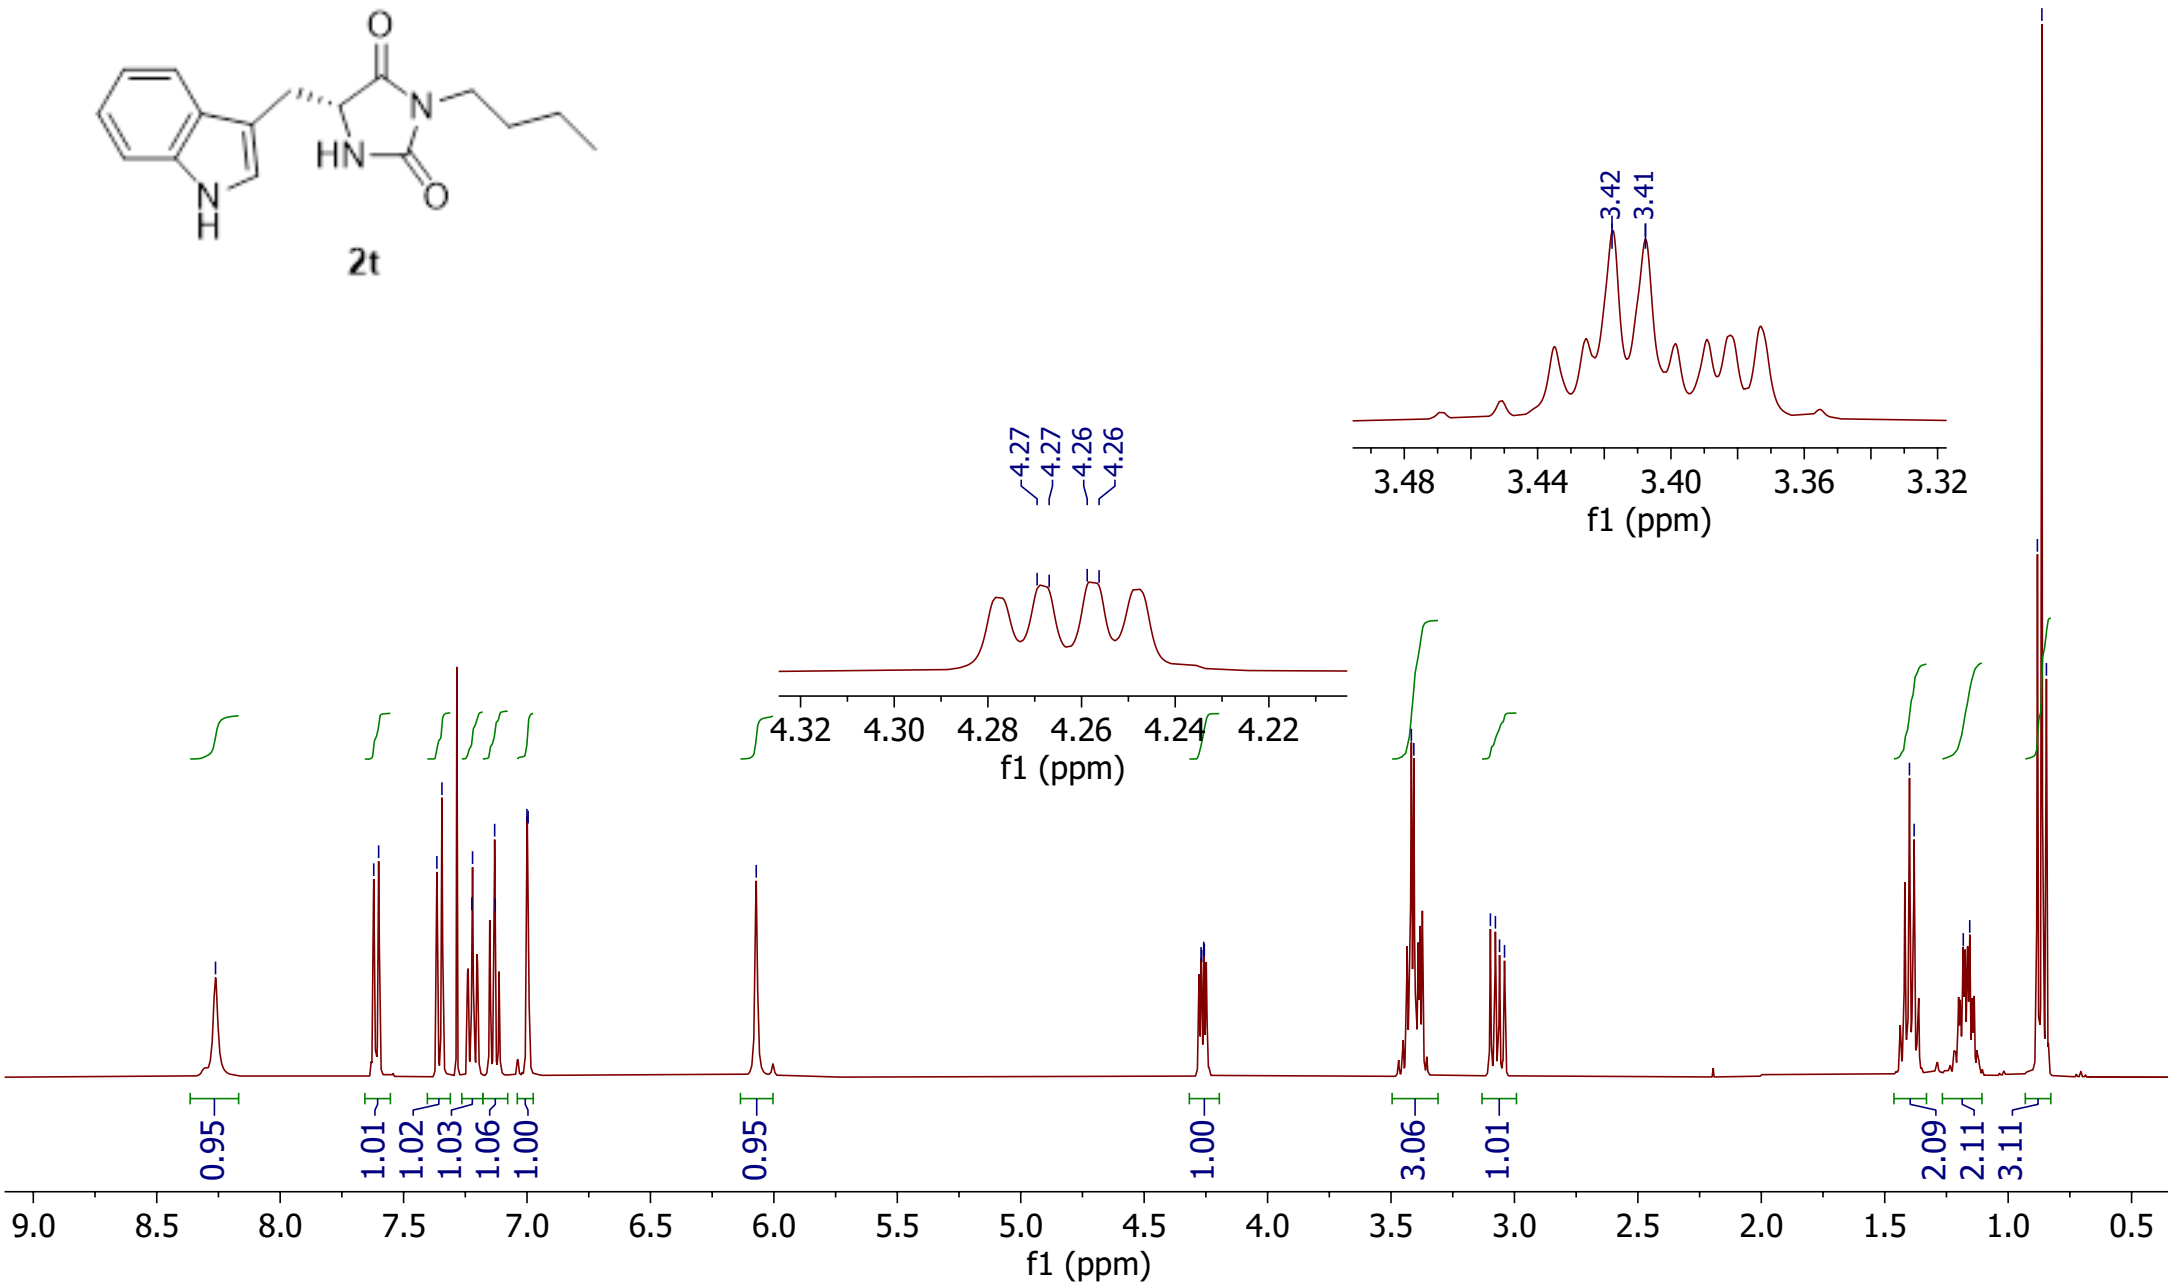 O
N
HN
O
N
H
2t
3.42 3.41
3.48 3.44 3.40 3.36 3.32
f1 (ppm)
4.27 4.27 4.26 4.26
4.32 4.30 4.28 4.26 4.24 4.22
f1 (ppm)
0.95 1.01 1.02 1.03 1.06 1.00 0.95 1.00 3.06 1.01 2.09 2.11 3.11
9.0 8.5 8.0 7.5 7.0 6.5 6.0 5.5 5.0 4.5 4.0 3.5 3.0 2.5 2.0 1.5 1.0 0.5
f1 (ppm)